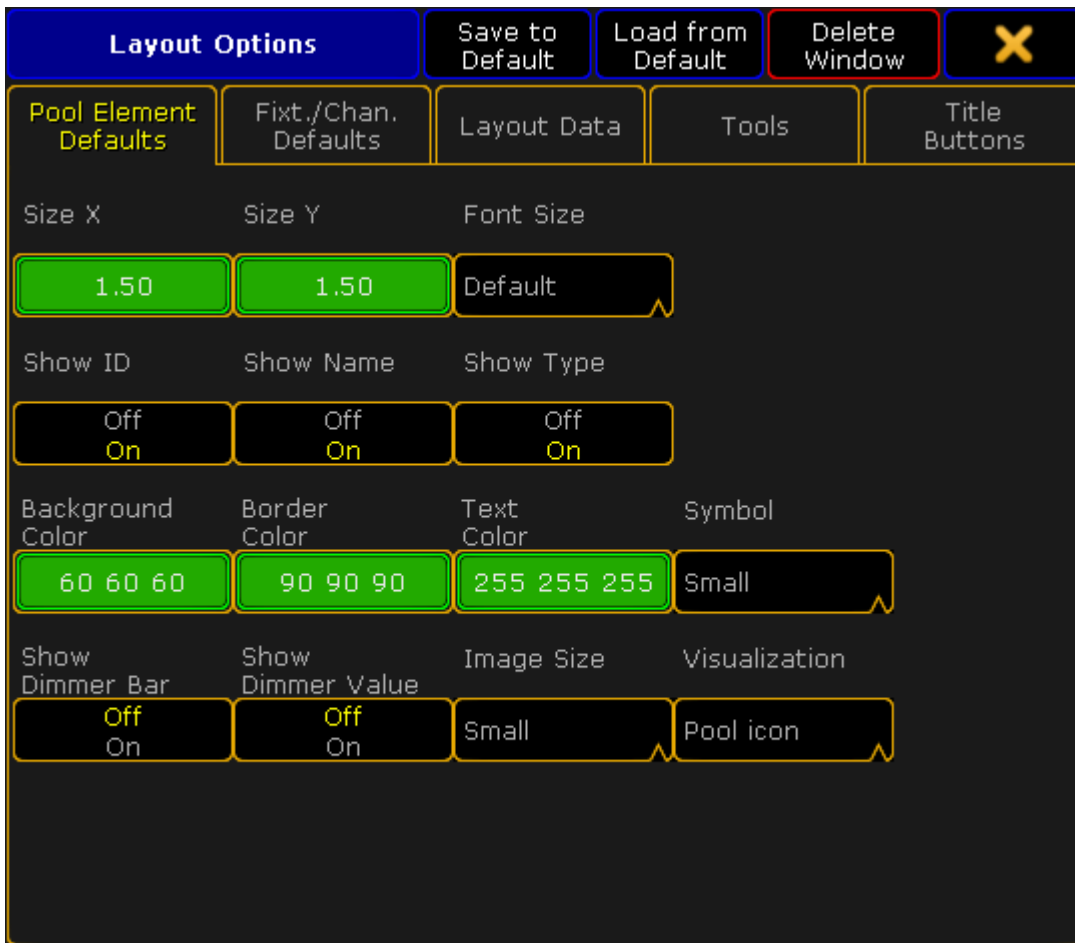 Layout Options
Save to
Default
Load from
Default
Delete
Window
Pool Element
Defaults
Fixt./Chan.
Defaults
Layout Data
Tools
Title
Buttons
Size X
Size Y
Font Size
1.50
1.50
Default
Show ID
Show Name
Show Type
Off
On
Off
On
Off
On
Background
Color
Border
Color
Text
Color
Symbol
60 60 60
90 90 90
255 255 255
Small
Show
Dimmer Bar
Show
Dimmer Value
Image Size
Visualization
Off
On
Off
On
Small
Pool icon